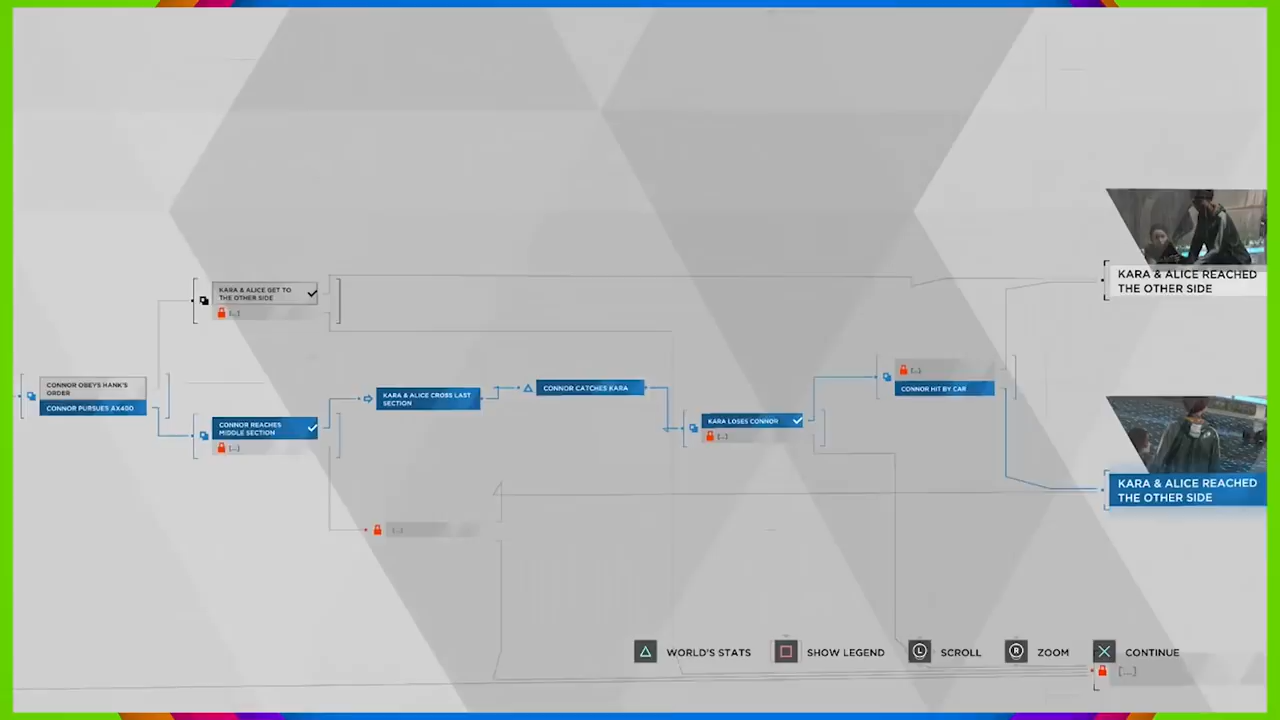 KARA & ALICE REACHED
THE OTHER SIDE
KARA & ALICE GET TO
THE OTHER SIDE
[...]
CONNOR OBEYS HANK'S
ORDER
CONNOR PURSUES AX400
CONNOR REACHES
MIDDLE SECTION
[...]
KARA & ALICE CROSS LAST
SECTION
CONNOR CATCHES KARA
KARA LOSES CONNOR
[...]
[...]
CONNOR HIT BY CAR
KARA & ALICE REACHED
THE OTHER SIDE
[...]
WORLD'S STATS
SHOW LEGEND
L
SCROLL
R
ZOOM
CONTINUE
[...]